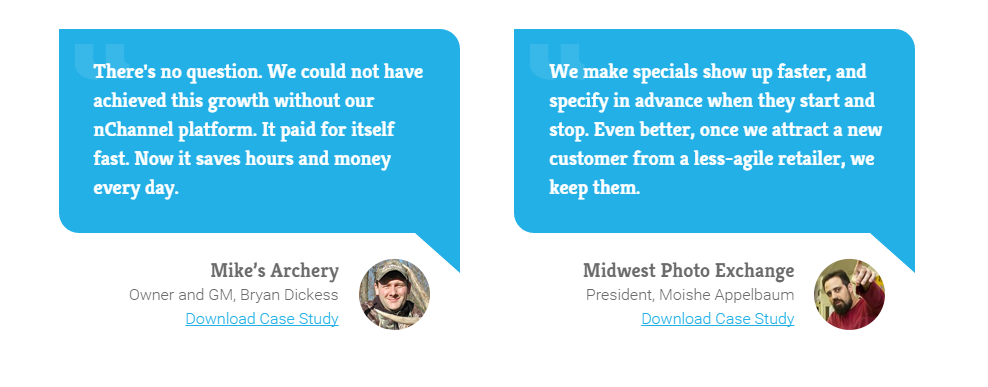 There's no question. We could not have
achieved this growth without our
nChannel platform. It paid for itself
fast. Now it saves hours and money
every day.
Mike’s Archery
Owner and GM, Bryan Dickess
Download Case Study
We make specials show up faster, and
specify in advance when they start and
stop. Even better, once we attract a new
customer from a less-agile retailer, we
keep them.
Midwest Photo Exchange
President, Moishe Appelbaum
Download Case Study